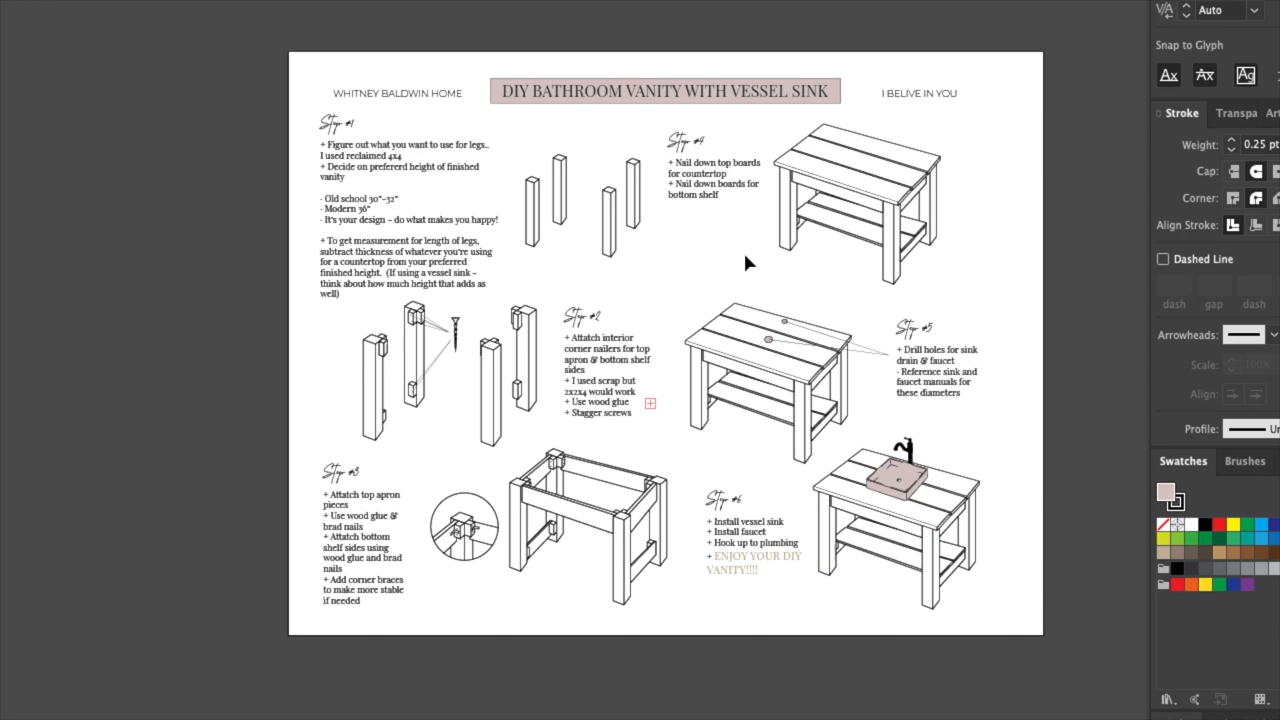 WHITNEY BALDWIN HOME
DIY BATHROOM VANITY WITH VESSEL SINK
I BELIVE IN YOU
Step #1
+ Figure out what you want to use for legs..
I used reclaimed 4x4
+ Decide on prefererd height of finished
vanity
· Old school 30"-32"
· Modern 36"
· It's your design – do what makes you happy!
+ To get measurement for length of legs,
subtract thickness of whatever you're using
for a countertop from your preferred
finished height. (If using a vessel sink –
think about how much height that adds as
well)
Step #2
+ Attatch interior
corner nailers for top
apron & bottom shelf
sides
+ I used scrap but
2x2x4 would work
+ Use wood glue
+ Stagger screws
Step #3
+ Attatch top apron
pieces
+ Use wood glue &
brad nails
+ Attatch bottom
shelf sides using
wood glue and brad
nails
+ Add corner braces
to make more stable
if needed
Step #4
+ Nail down top boards
for countertop
+ Nail down boards for
bottom shelf
Step #5
+ Drill holes for sink
drain & faucet
· Reference sink and
faucet manuals for
these diameters
Step #6
+ Install vessel sink
+ Install faucet
+ Hook up to plumbing
+ ENJOY YOUR DIY
VANITY!!!!
VA Auto
Snap to Glyph
Ax Ax Ag
Stroke Transpa Art
Weight: 0.25 pt
Cap:
Corner:
Align Stroke:
Dashed Line
dash gap dash
Arrowheads:
Scale: 100%
Align:
Profile: Un
Swatches Brushes